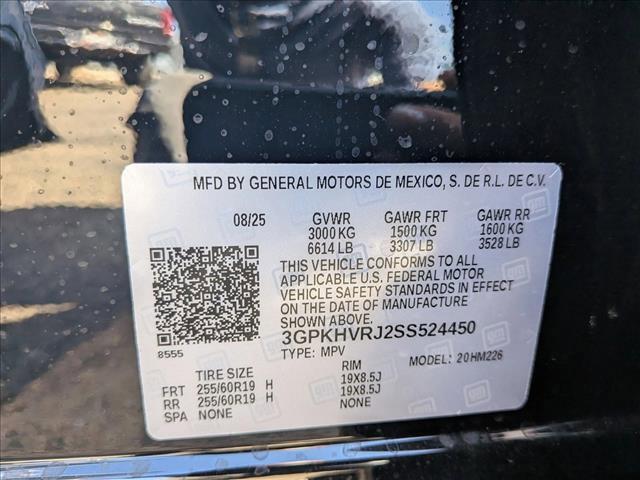 MFD BY GENERAL MOTORS DE MEXICO, S. DE R.L. DE C.V.
08/25 GVWR GAWR FRT GAWR RR
3000 KG 1500 KG 1600 KG
6614 LB 3307 LB 3528 LB
THIS VEHICLE CONFORMS TO ALL
APPLICABLE U.S. FEDERAL MOTOR
VEHICLE SAFETY STANDARDS IN EFFECT
ON THE DATE OF MANUFACTURE
SHOWN ABOVE.
3GPKHVRJ2SS524450
8555 TYPE: MPV MODEL: 20HM226
TIRE SIZE RIM
FRT 255/60R19 H 19X8.5J
RR 255/60R19 H 19X8.5J
SPA NONE NONE